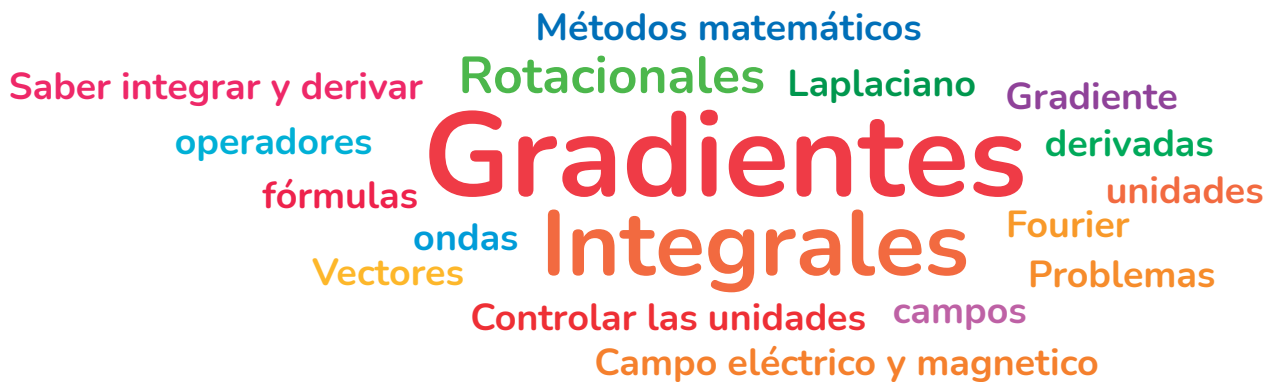 Métodos matemáticos
Rotacionales
Laplaciano
Saber integrar y derivar
Gradiente
operadores
Gradientes
derivadas
fórmulas
unidades
ondas
Integrales
Fourier
Vectores
Problemas
Controlar las unidades
campos
Campo eléctrico y magnetico